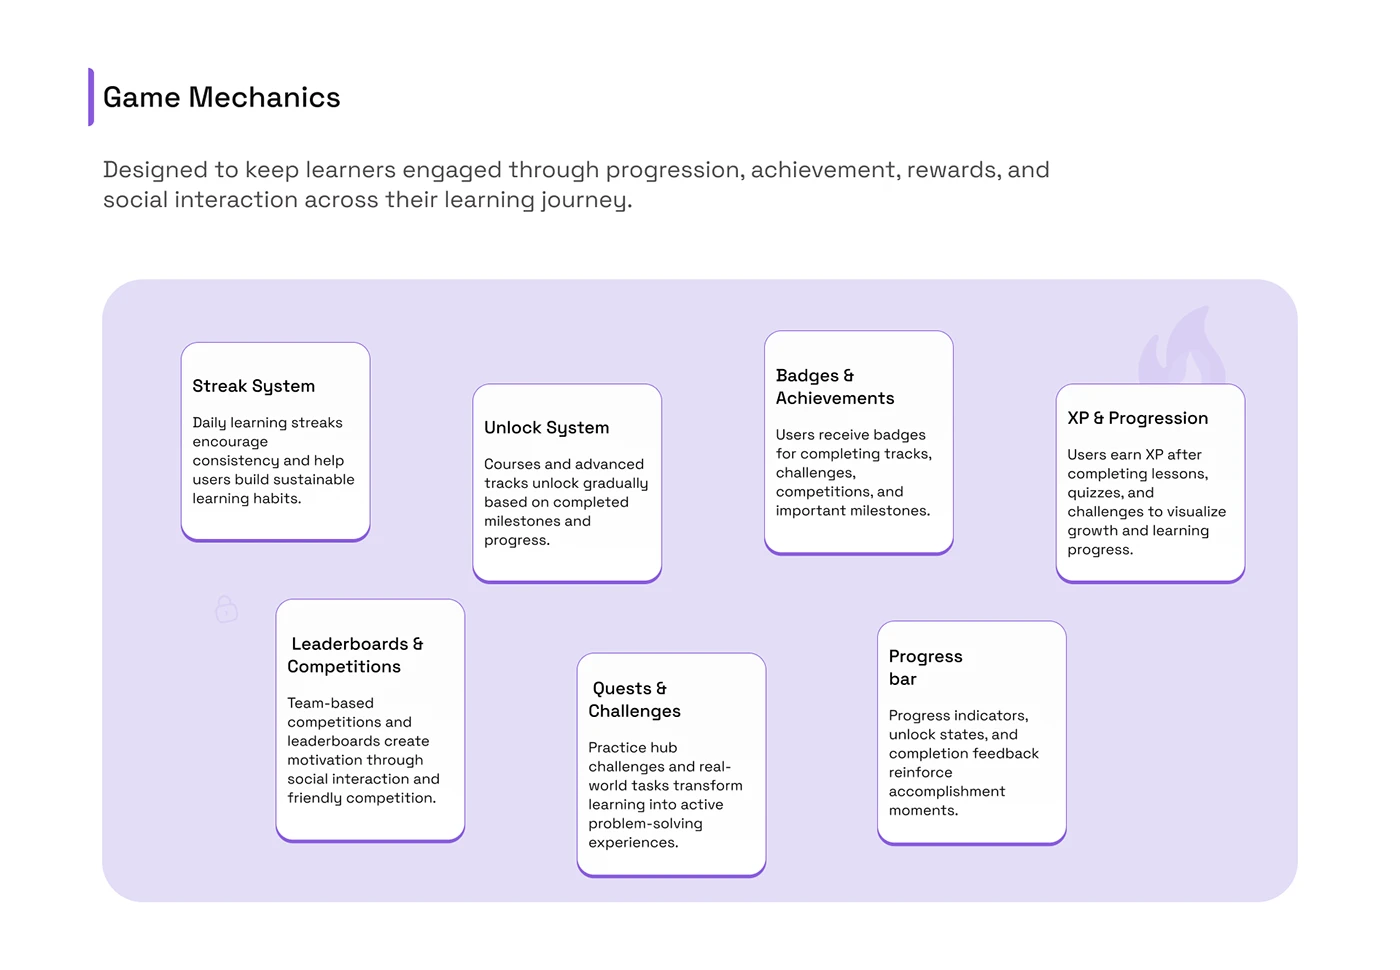 Game Mechanics
Designed to keep learners engaged through progression, achievement, rewards, and
social interaction across their learning journey.
Streak System
Daily learning streaks
encourage
consistency and help
users build sustainable
learning habits.
Unlock System
Courses and advanced
tracks unlock gradually
based on completed
milestones and
progress.
Badges &
Achievements
Users receive badges
for completing tracks,
challenges,
competitions, and
important milestones.
XP & Progression
Users earn XP after
completing lessons,
quizzes, and
challenges to visualize
growth and learning
progress.
Leaderboards &
Competitions
Team-based
competitions and
leaderboards create
motivation through
social interaction and
friendly competition.
Quests &
Challenges
Practice hub
challenges and real-
world tasks transform
learning into active
problem-solving
experiences.
Progress
bar
Progress indicators,
unlock states, and
completion feedback
reinforce
accomplishment
moments.